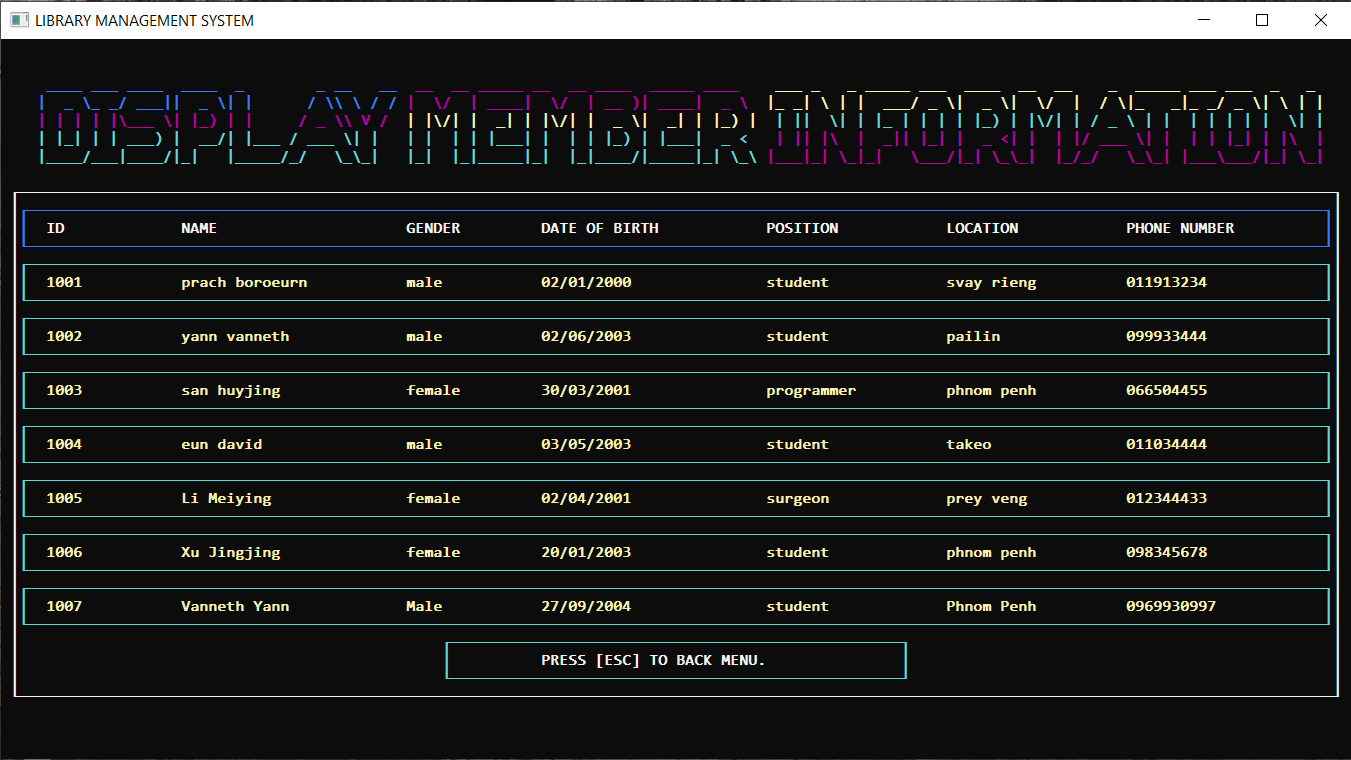 LIBRARY MANAGEMENT SYSTEM
DISPLAY MEMBER INFORMATION
ID NAME GENDER DATE OF BIRTH POSITION LOCATION PHONE NUMBER
1001 prach boroeurn male 02/01/2000 student svay rieng 011913234
1002 yann vanneth male 02/06/2003 student pailin 099933444
1003 san huyjing female 30/03/2001 programmer phnom penh 066504455
1004 eun david male 03/05/2003 student takeo 011034444
1005 Li Meiying female 02/04/2001 surgeon prey veng 012344433
1006 Xu Jingjing female 20/01/2003 student phnom penh 098345678
1007 Vanneth Yann Male 27/09/2004 student Phnom Penh 0969930997
PRESS [ESC] TO BACK MENU.